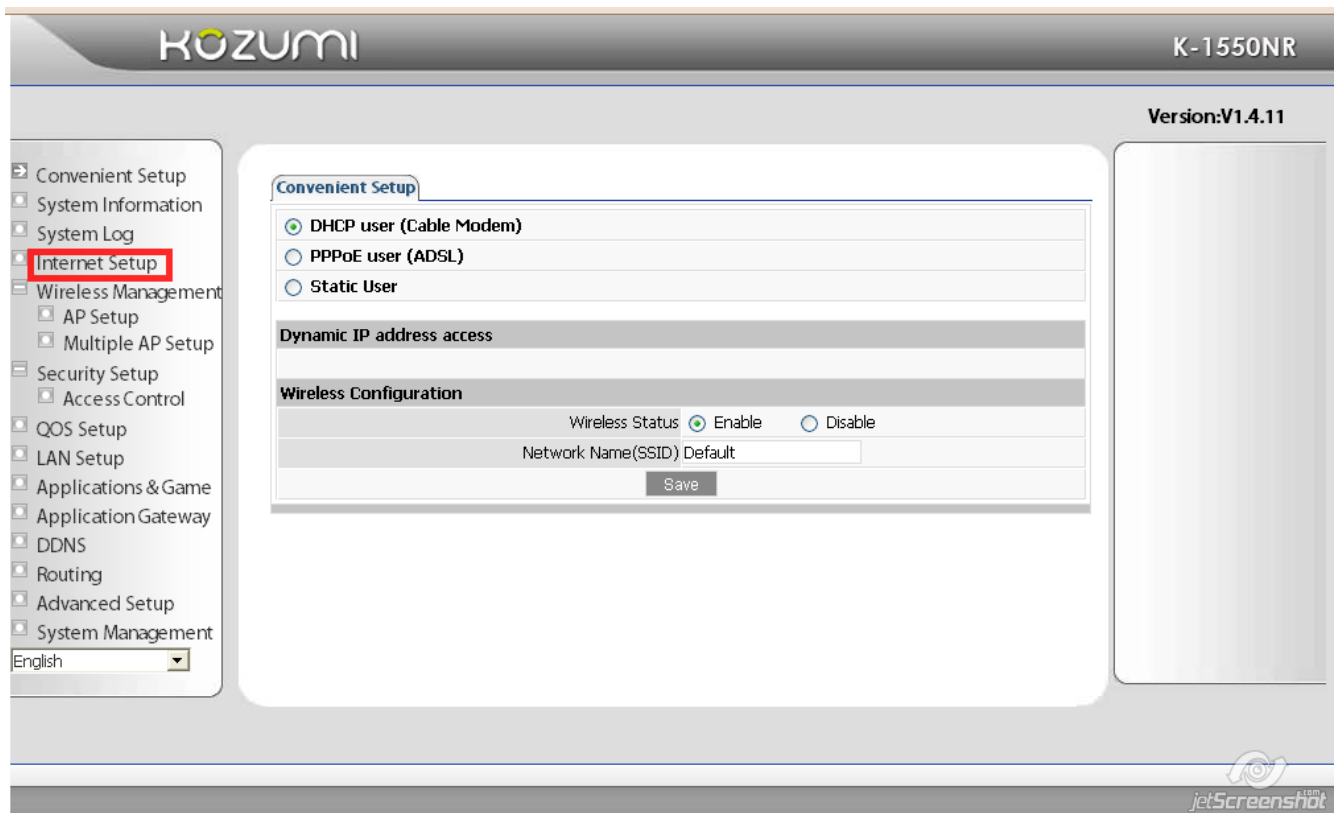 KOZUMI
K-1550NR
Version:V1.4.11
Convenient Setup
System Information
System Log
Internet Setup
Wireless Management
AP Setup
Multiple AP Setup
Security Setup
Access Control
QOS Setup
LAN Setup
Applications & Game
Application Gateway
DDNS
Routing
Advanced Setup
System Management
English
Convenient Setup
DHCP user (Cable Modem)
PPPoE user (ADSL)
Static User
Dynamic IP address access
Wireless Configuration
Wireless Status Enable Disable
Network Name(SSID) Default
Save
jetScreenshot.com